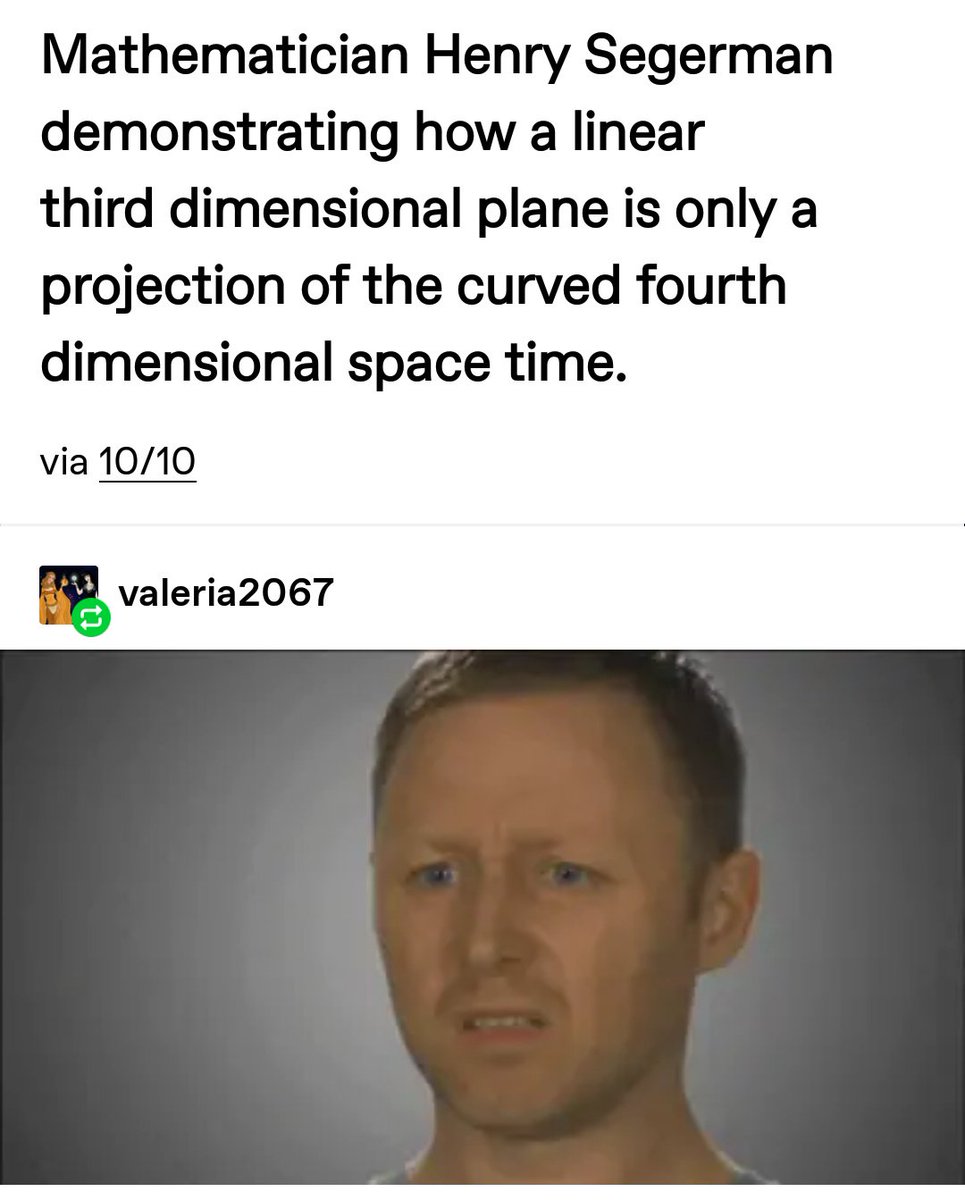 Mathematician Henry Segerman
demonstrating how a linear
third dimensional plane is only a
projection of the curved fourth
dimensional space time.
via 10/10
valeria2067